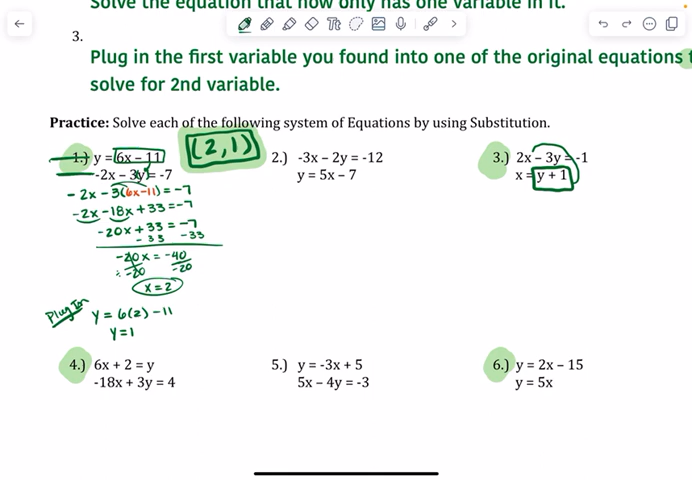 Solve the equation that now only has one variable in it.
3.
Plug in the first variable you found into one of the original equations t
solve for 2nd variable.
Practice: Solve each of the following system of Equations by using Substitution.
1.) y = 6x – 11
-2x – 3y = -7
(2, 1)
- 2x - 3(6x-11) = -7
-2x - 18x + 33 = -7
-20x + 33 = -7
- 33 -33
-20x = -40
÷ -20 -20
x = 2
Plug In
y = 6(2) - 11
y = 1
2.) -3x – 2y = -12
y = 5x – 7
3.) 2x – 3y = -1
x = y + 1
4.) 6x + 2 = y
-18x + 3y = 4
5.) y = -3x + 5
5x – 4y = -3
6.) y = 2x – 15
y = 5x